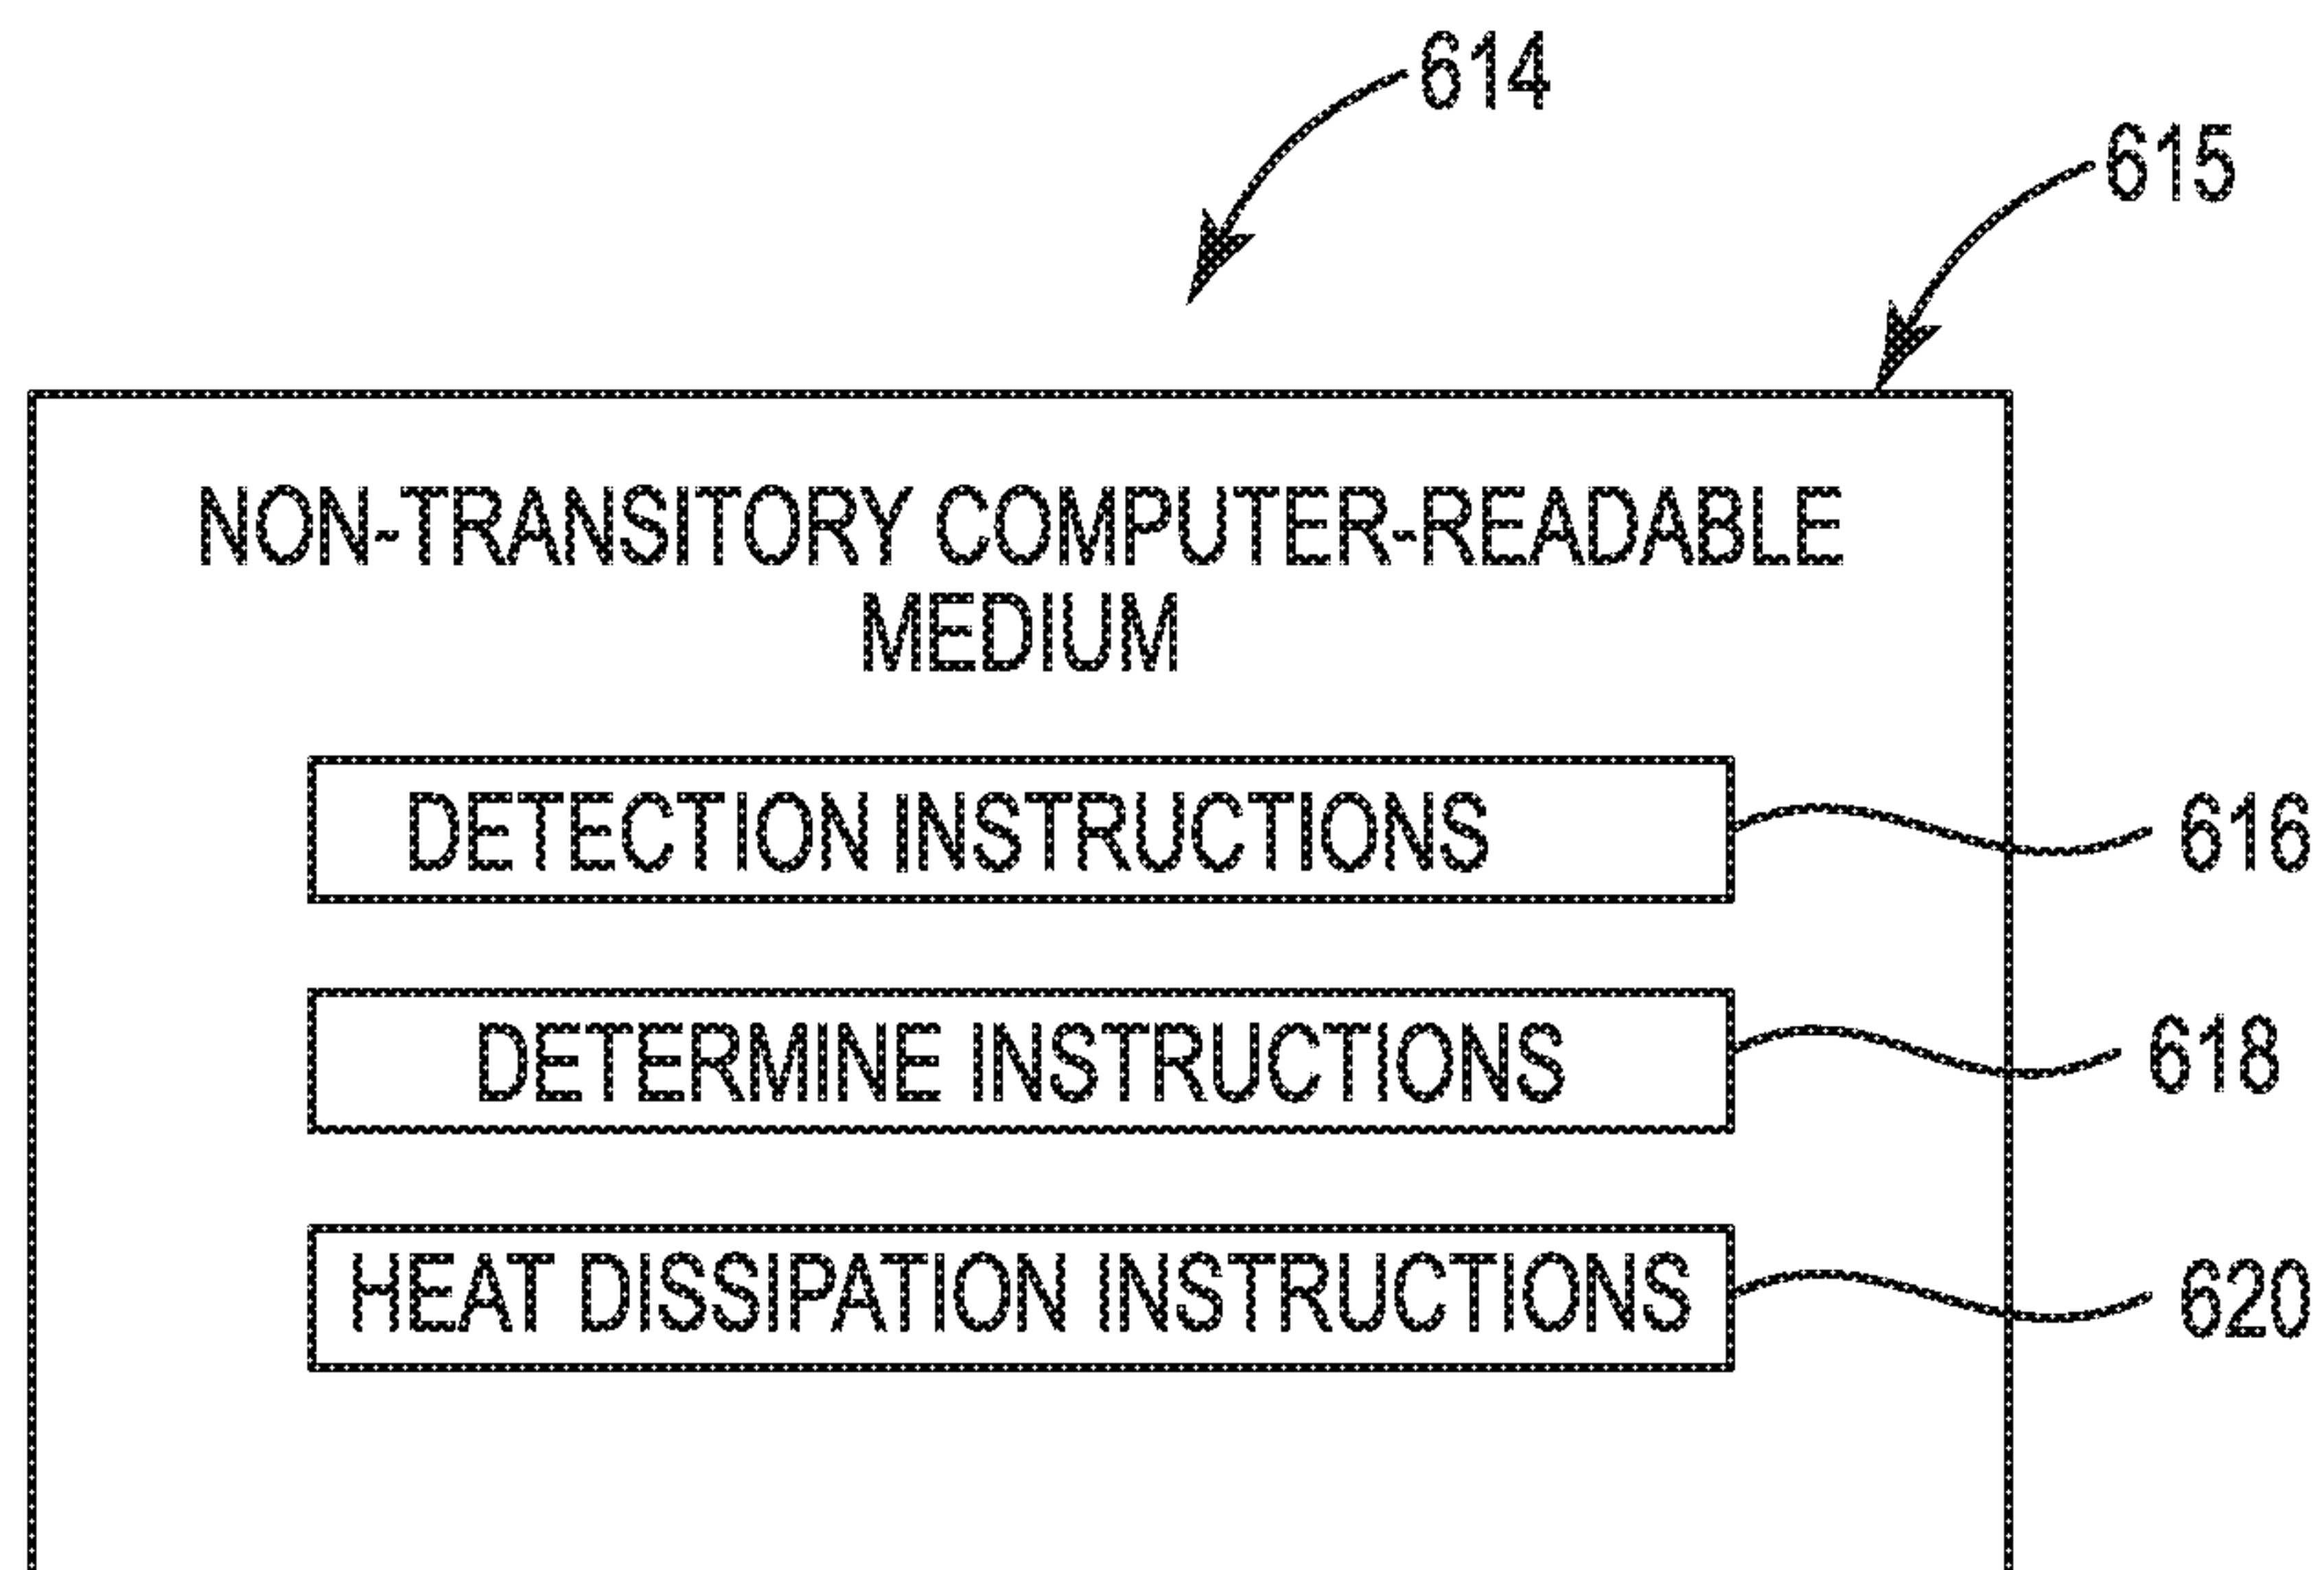 614
615
NON-TRANSITORY COMPUTER-READABLE
MEDIUM
DETECTION INSTRUCTIONS
616
DETERMINE INSTRUCTIONS
618
HEAT DISSIPATION INSTRUCTIONS
620